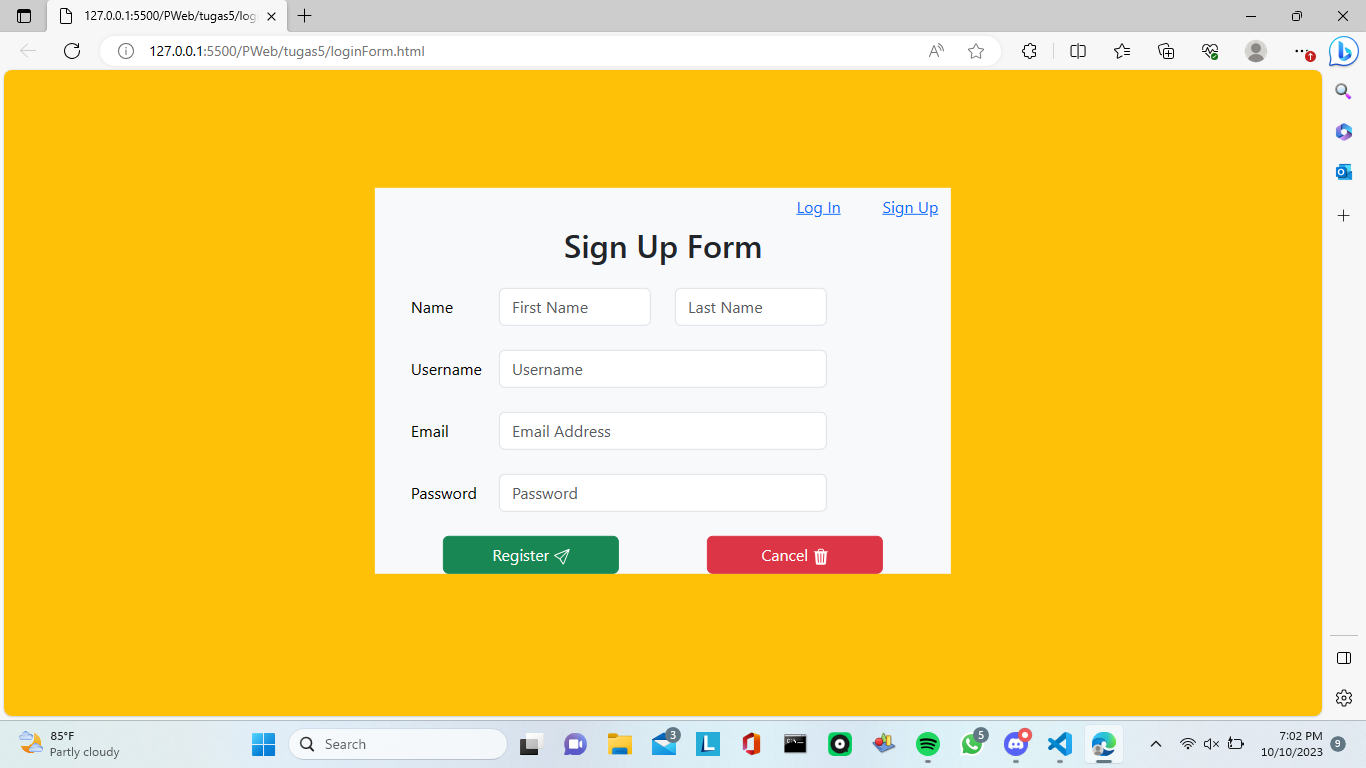 127.0.0.1:5500/PWeb/tugas5/log
127.0.0.1:5500/PWeb/tugas5/loginForm.html
Log In Sign Up
Sign Up Form
Name First Name Last Name
Username Username
Email Email Address
Password Password
Register Cancel
85°F
Partly cloudy
Search
3
5
7:02 PM
10/10/2023
9